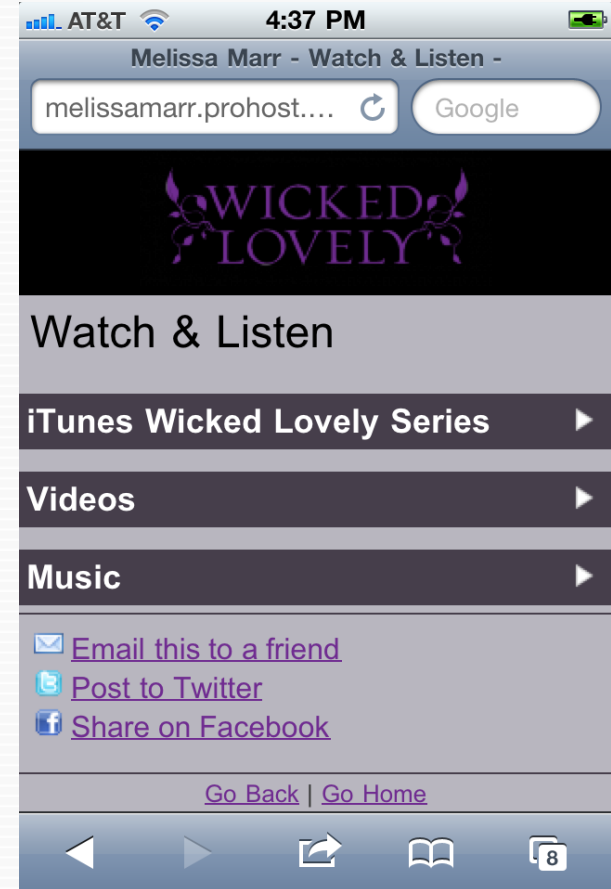 AT&T 4:37 PM
Melissa Marr - Watch & Listen -
melissamarr.prohost.... Google
WICKED
LOVELY
Watch & Listen
iTunes Wicked Lovely Series
Videos
Music
Email this to a friend
Post to Twitter
Share on Facebook
Go Back | Go Home
8